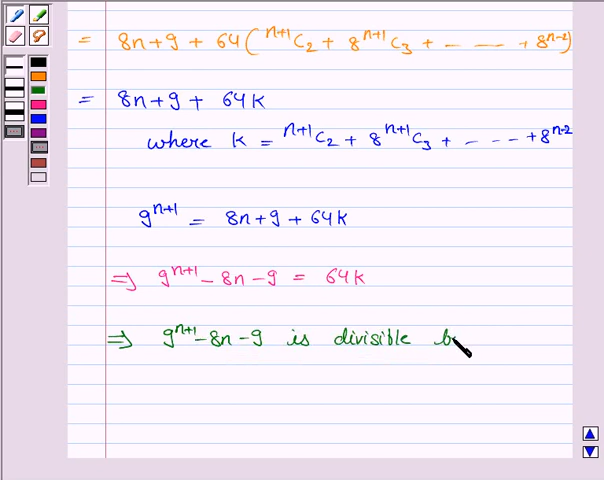 = 8n+9 + 64 ( ⁿ⁺¹C₂ + 8 ⁿ⁺¹C₃ + - — — + 8ⁿ⁻²)
= 8n+9 + 64k
where k = ⁿ⁺¹C₂ + 8 ⁿ⁺¹C₃ + - - - - + 8ⁿ⁻²
9ⁿ⁺¹ = 8n+9 + 64k
⇒ 9ⁿ⁺¹ - 8n - 9 = 64k
⇒ 9ⁿ⁺¹ - 8n - 9 is divisible b